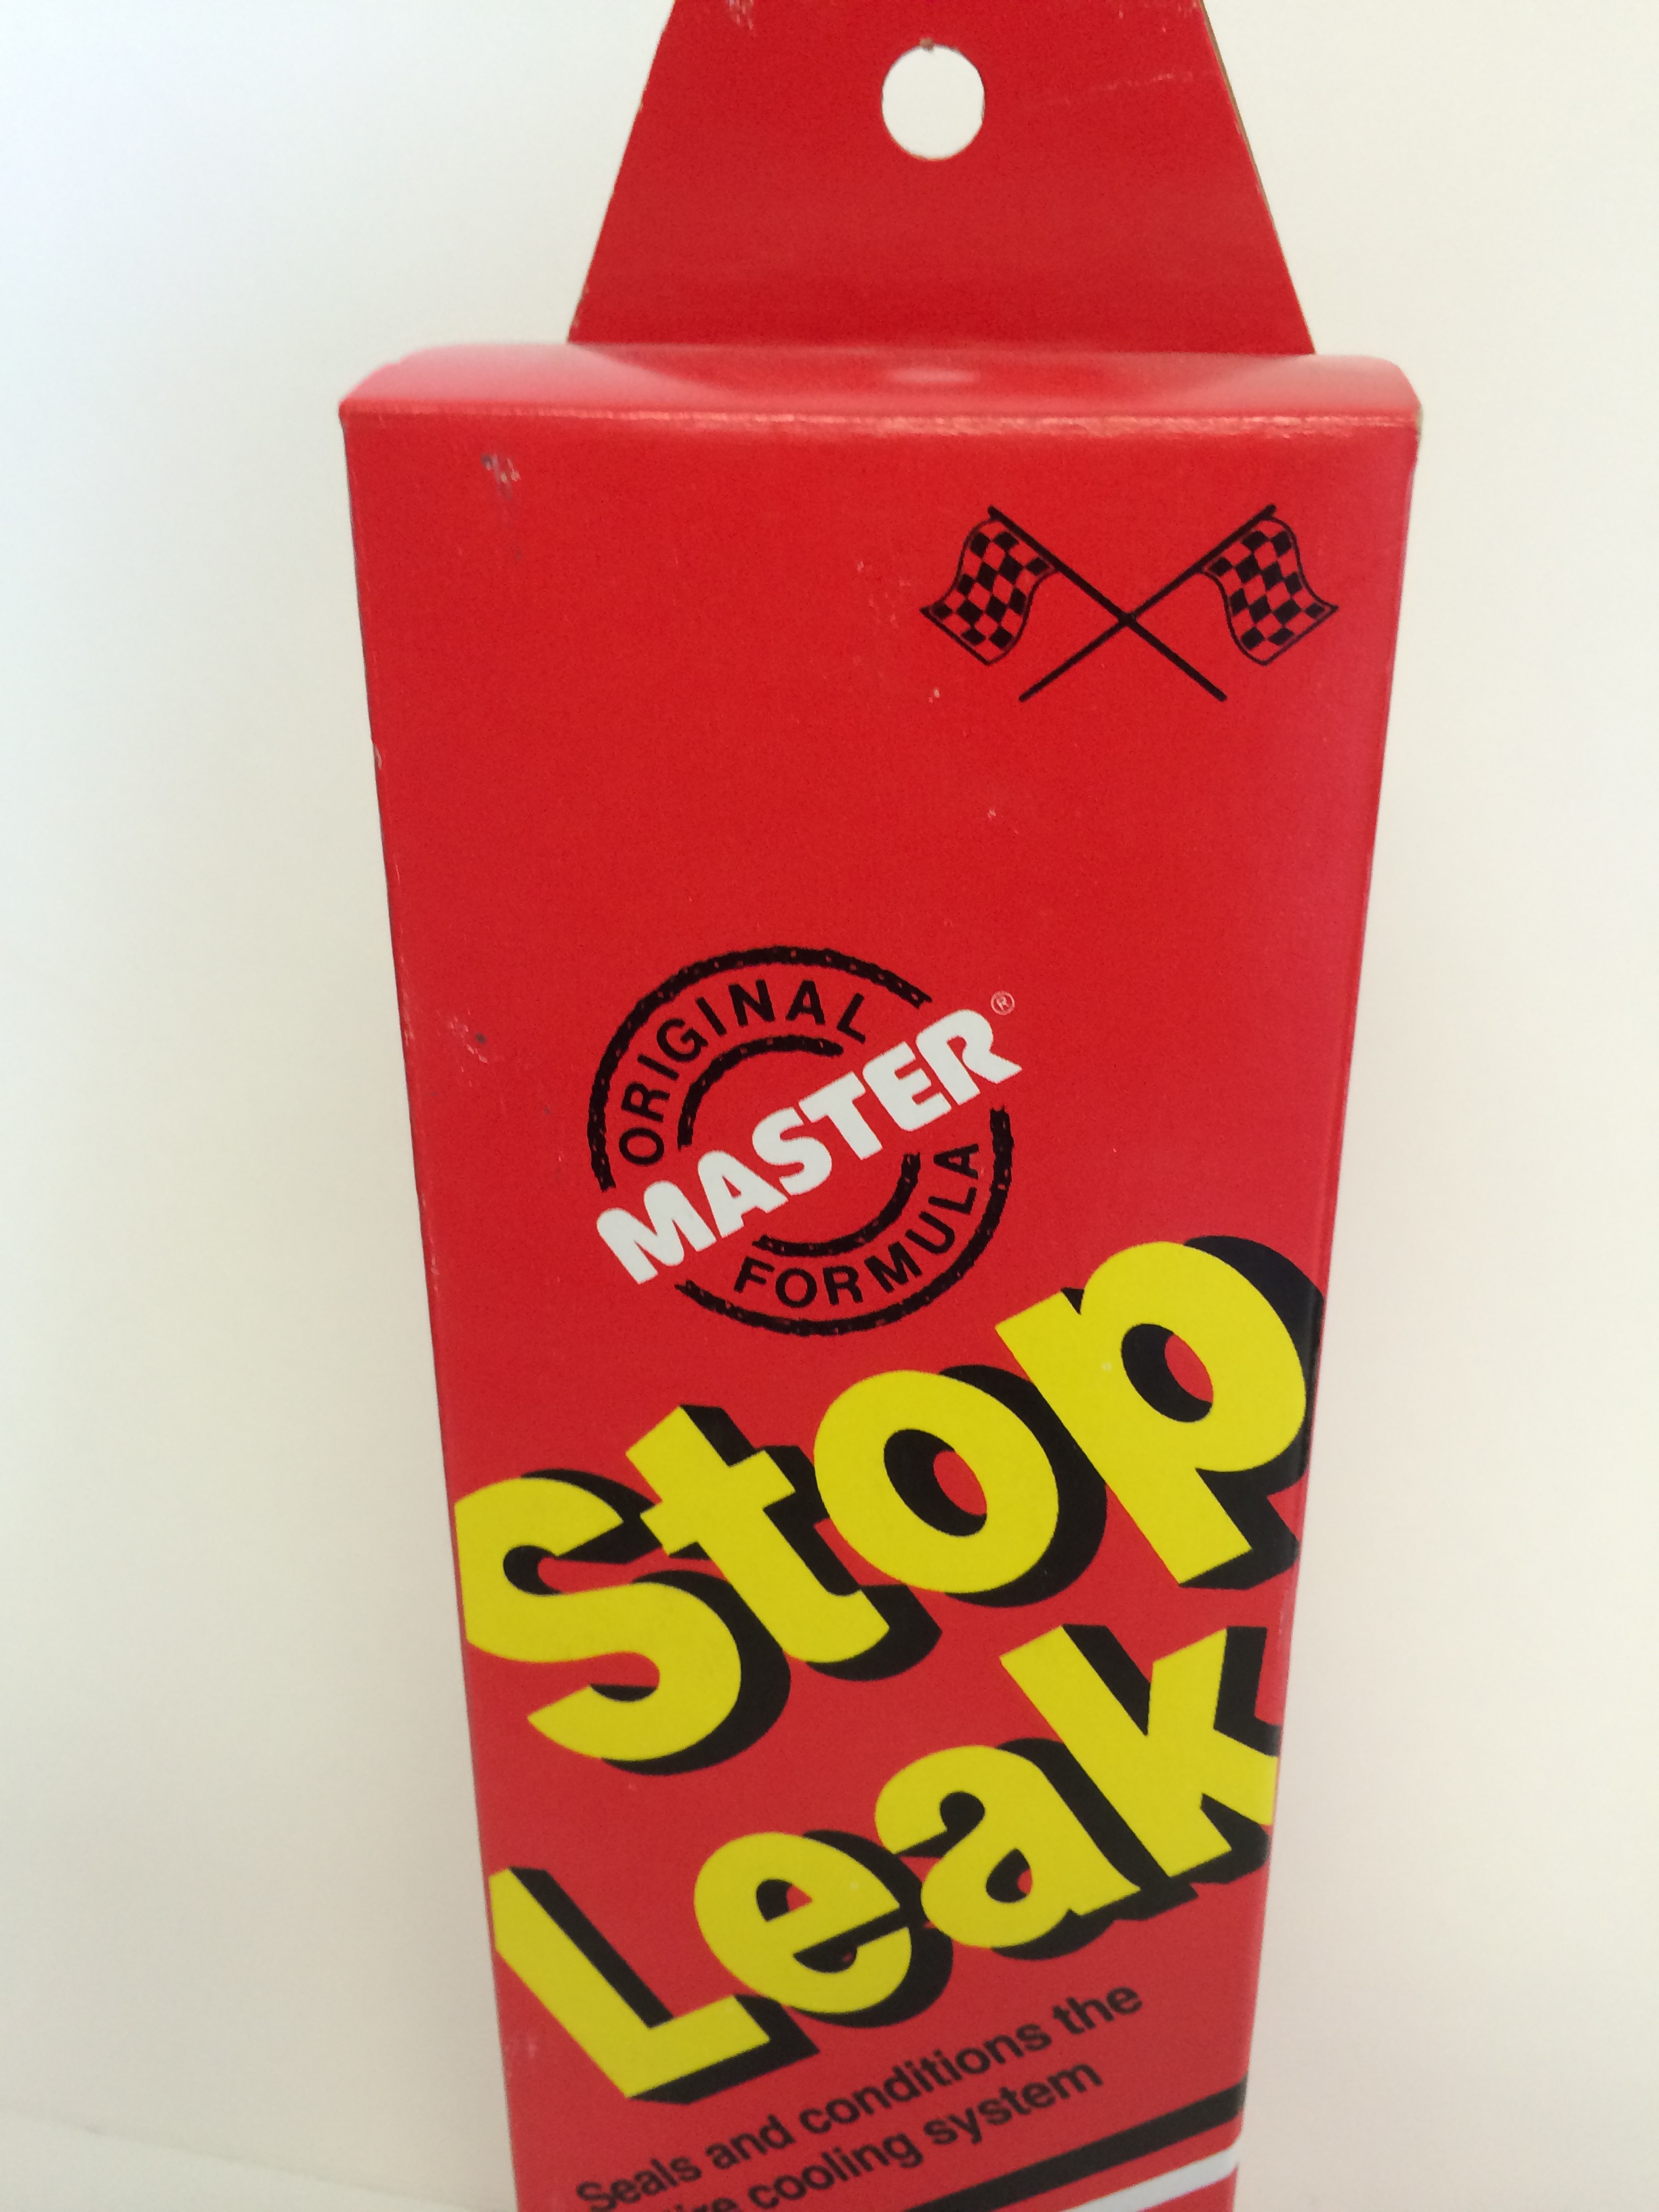 ORIGINAL
MASTER®
FORMULA
Stop
Leak
Seals and conditions the
cooling system